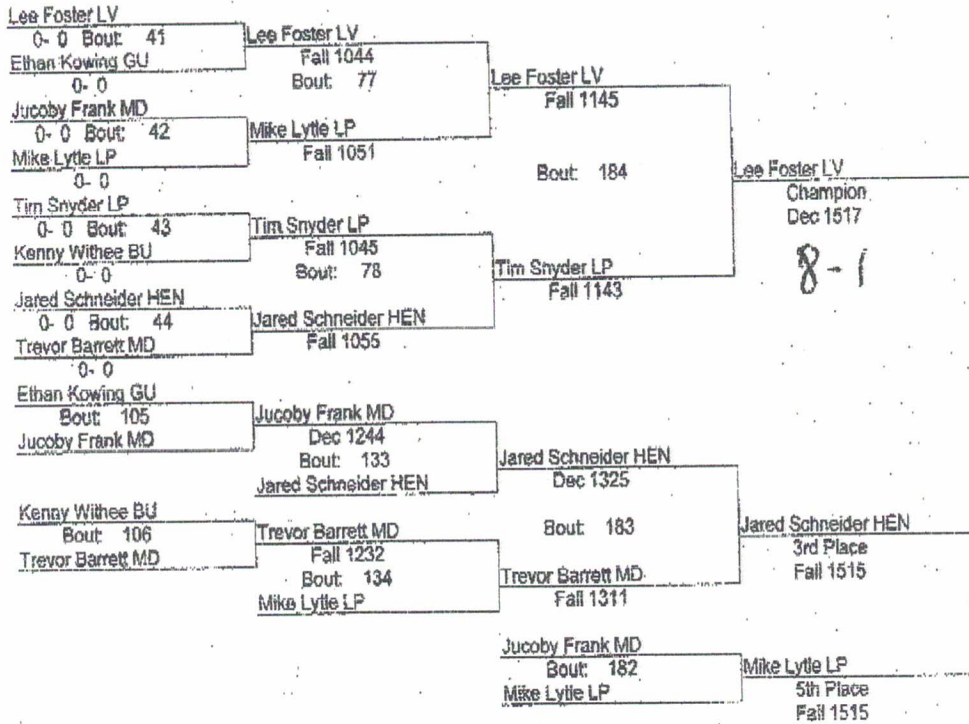 Lee Foster LV
0- 0 Bout: 41
Ethan Kowing GU
0- 0
Jucoby Frank MD
0- 0 Bout: 42
Mike Lytle LP
0- 0
Tim Snyder LP
0- 0 Bout: 43
Kenny Withee BU
0- 0
Jared Schneider HEN
0- 0 Bout: 44
Trevor Barrett MD
0- 0
Lee Foster LV
Fall 1044
Bout: 77
Mike Lytle LP
Fall 1051
Tim Snyder LP
Fall 1045
Bout: 78
Jared Schneider HEN
Fall 1055
Lee Foster LV
Fall 1145
Bout: 184
Tim Snyder LP
Fall 1143
Lee Foster LV
Champion
Dec 1517
8-1
Ethan Kowing GU
Bout: 105
Jucoby Frank MD
Kenny Withee BU
Bout: 106
Trevor Barrett MD
Jucoby Frank MD
Dec 1244
Bout: 133
Jared Schneider HEN
Trevor Barrett MD
Fall 1232
Bout: 134
Mike Lytle LP
Jared Schneider HEN
Dec 1325
Bout: 183
Trevor Barrett MD
Fall 1311
Jared Schneider HEN
3rd Place
Fall 1515
Jucoby Frank MD
Bout: 182
Mike Lytle LP
Mike Lytle LP
5th Place
Fall 1515